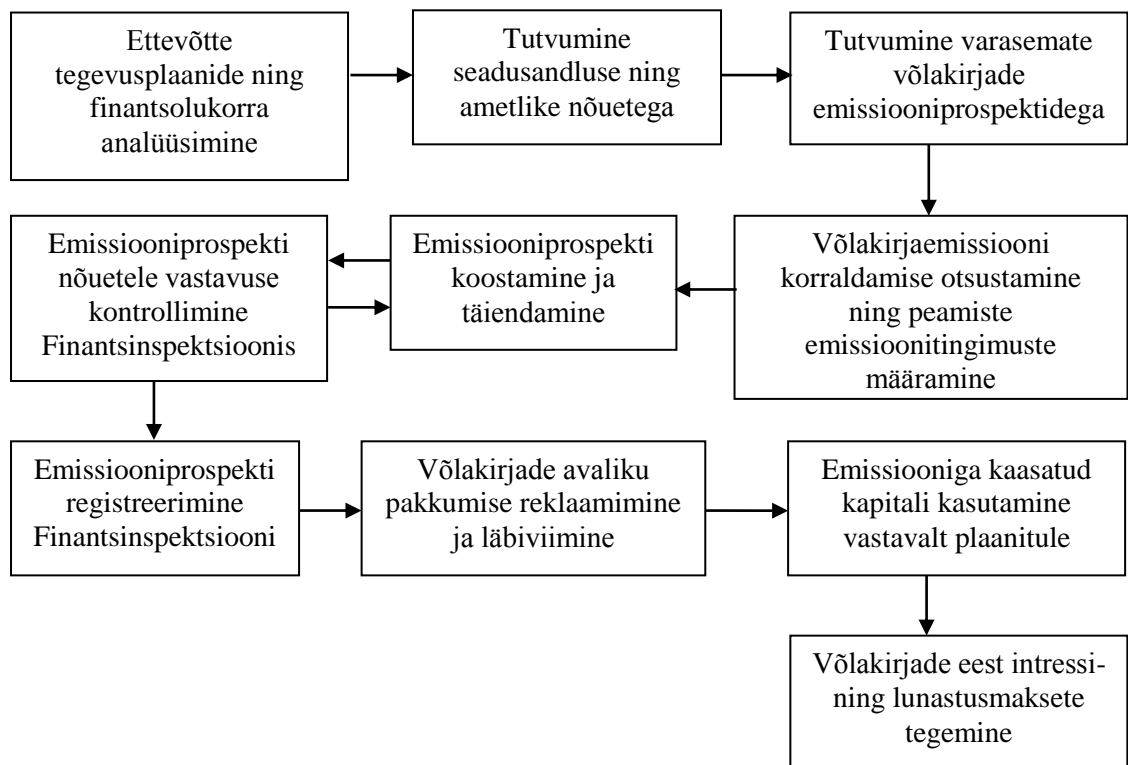 Ettevõtte
tegevusplaanide ning
finantsolukorra
analüüsimine
Tutvumine
seadusandluse ning
ametlike nõuetega
Tutvumine varasemate
võlakirjade
emissiooniprospektidega
Võlakirjaemissiooni
korraldamise otsustamine
ning peamiste
emissioonitingimuste
määramine
Emissiooniprospekti
koostamine ja
täiendamine
Emissiooniprospekti
nõuetele vastavuse
kontrollimine
Finantsinspektsioonis
Emissiooniprospekti
registreerimine
Finantsinspektsiooni
Võlakirjade avaliku
pakkumise reklaamimine
ja läbiviimine
Emissiooniga kaasatud
kapitali kasutamine
vastavalt plaanitule
Võlakirjade eest intressi-
ning lunastusmaksete
tegemine